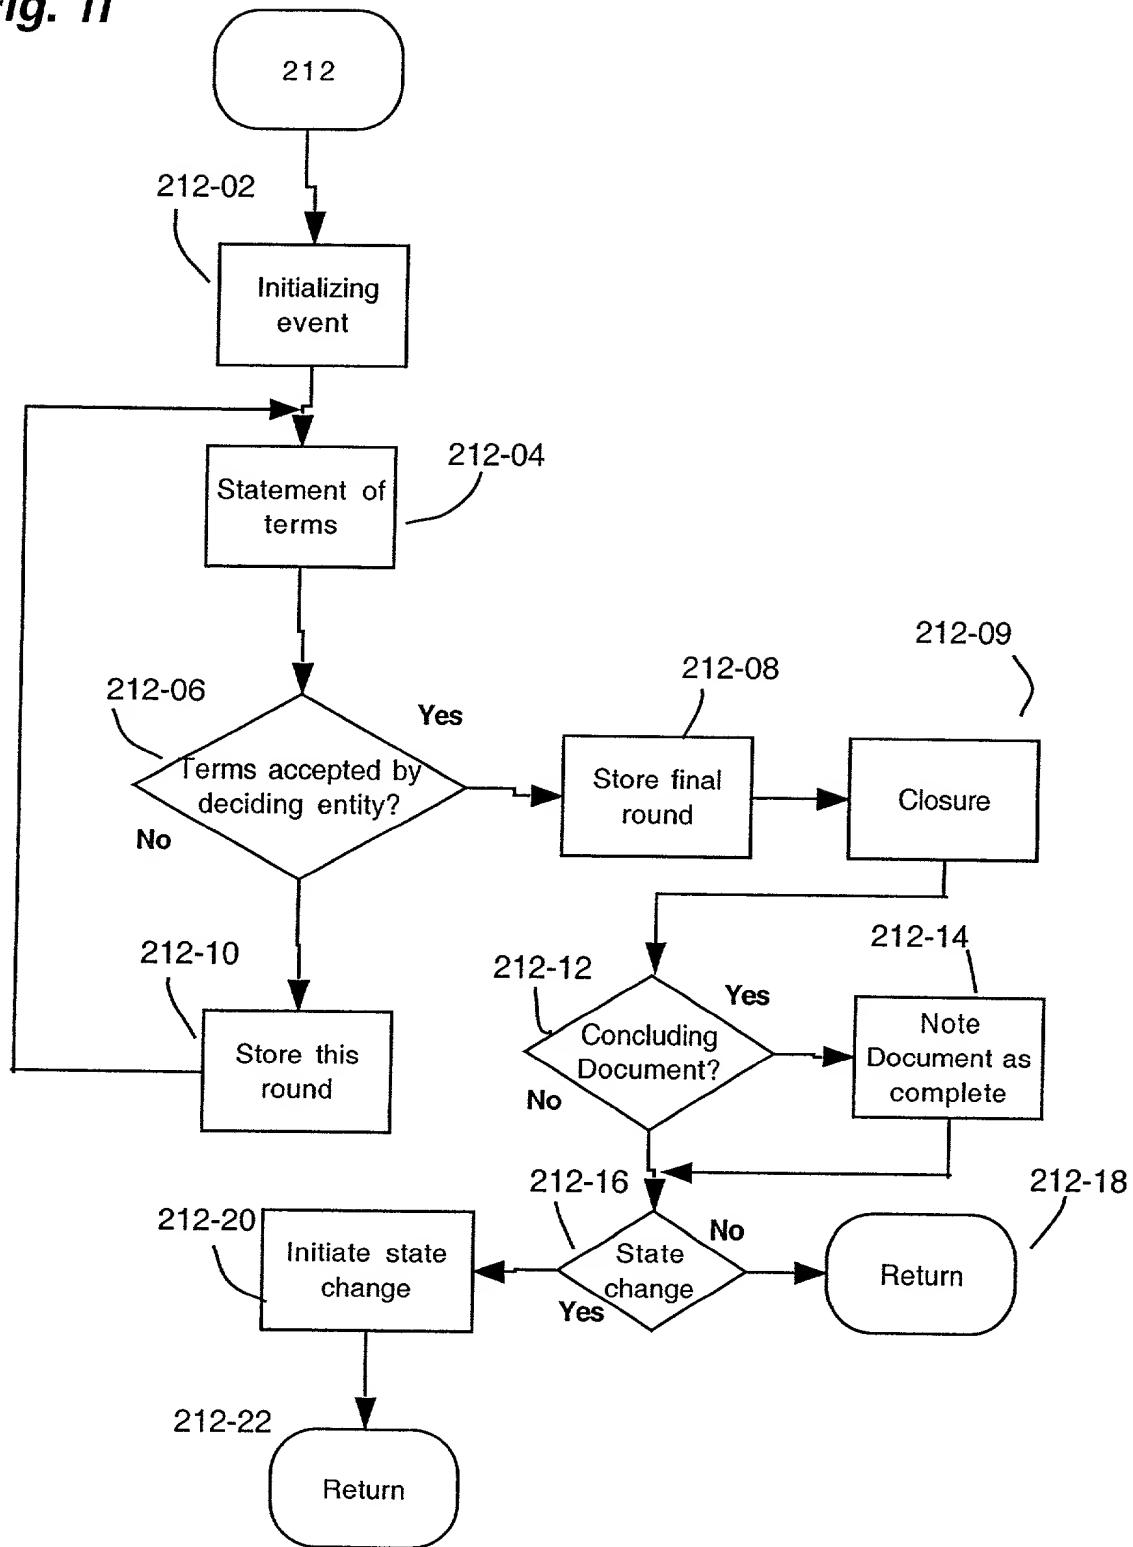 Fig. 11
212
212-02
Initializing
event
212-04
Statement of
terms
212-06
Terms accepted by
deciding entity?
Yes
No
212-08
Store final
round
212-09
Closure
212-10
Store this
round
212-12
Concluding
Document?
Yes
No
212-14
Note
Document as
complete
212-16
State
change
No
Yes
212-18
Return
212-20
Initiate state
change
212-22
Return